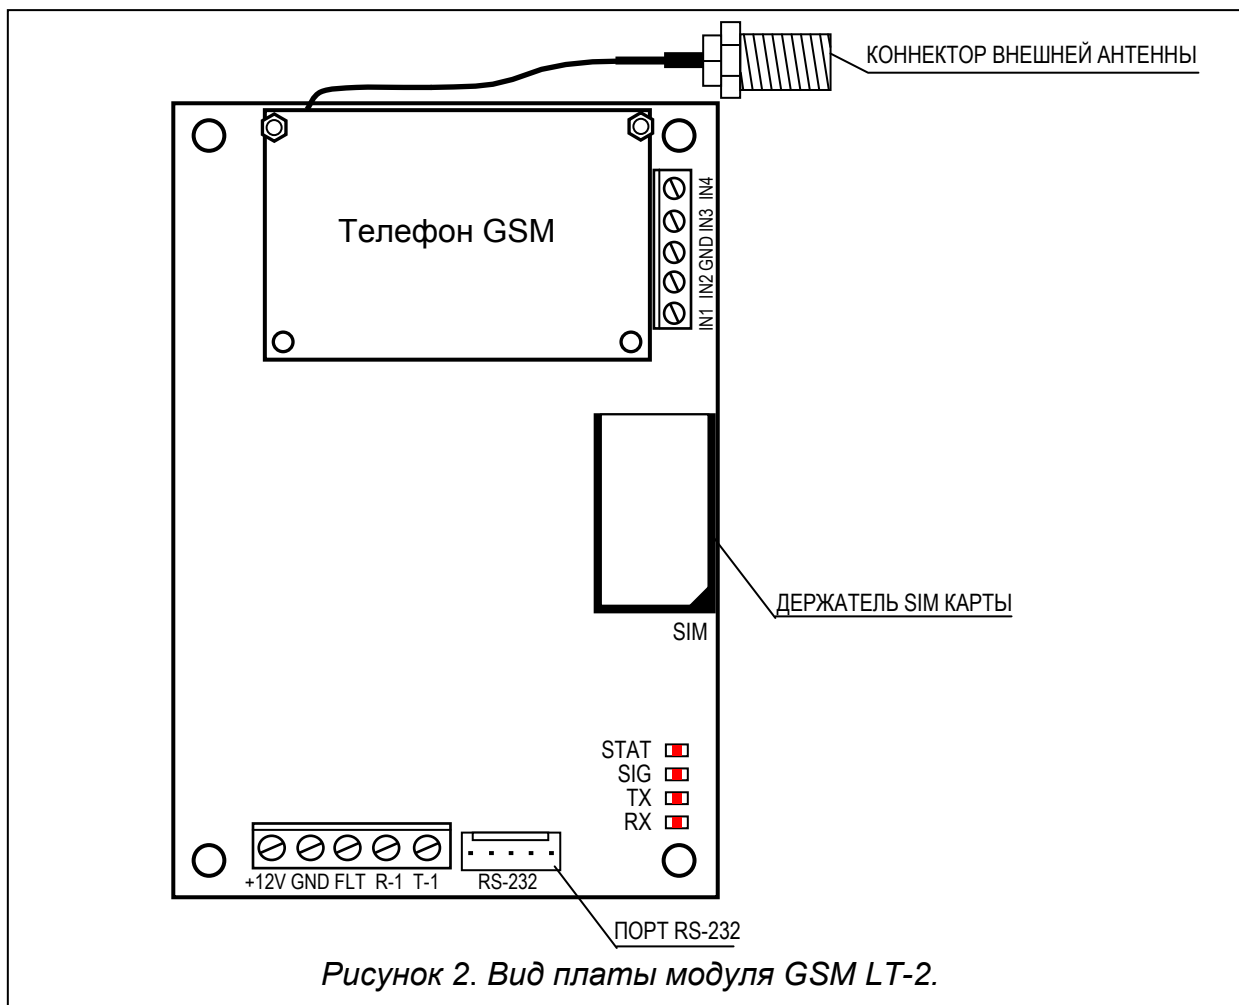 КОННЕКТОР ВНЕШНЕЙ АНТЕННЫ
Телефон GSM
IN1 IN2 GND IN3 IN4
ДЕРЖАТЕЛЬ SIM КАРТЫ
SIM
STAT
SIG
TX
RX
+12V GND FLT R-1 T-1
RS-232
ПОРТ RS-232
Рисунок 2. Вид платы модуля GSM LT-2.